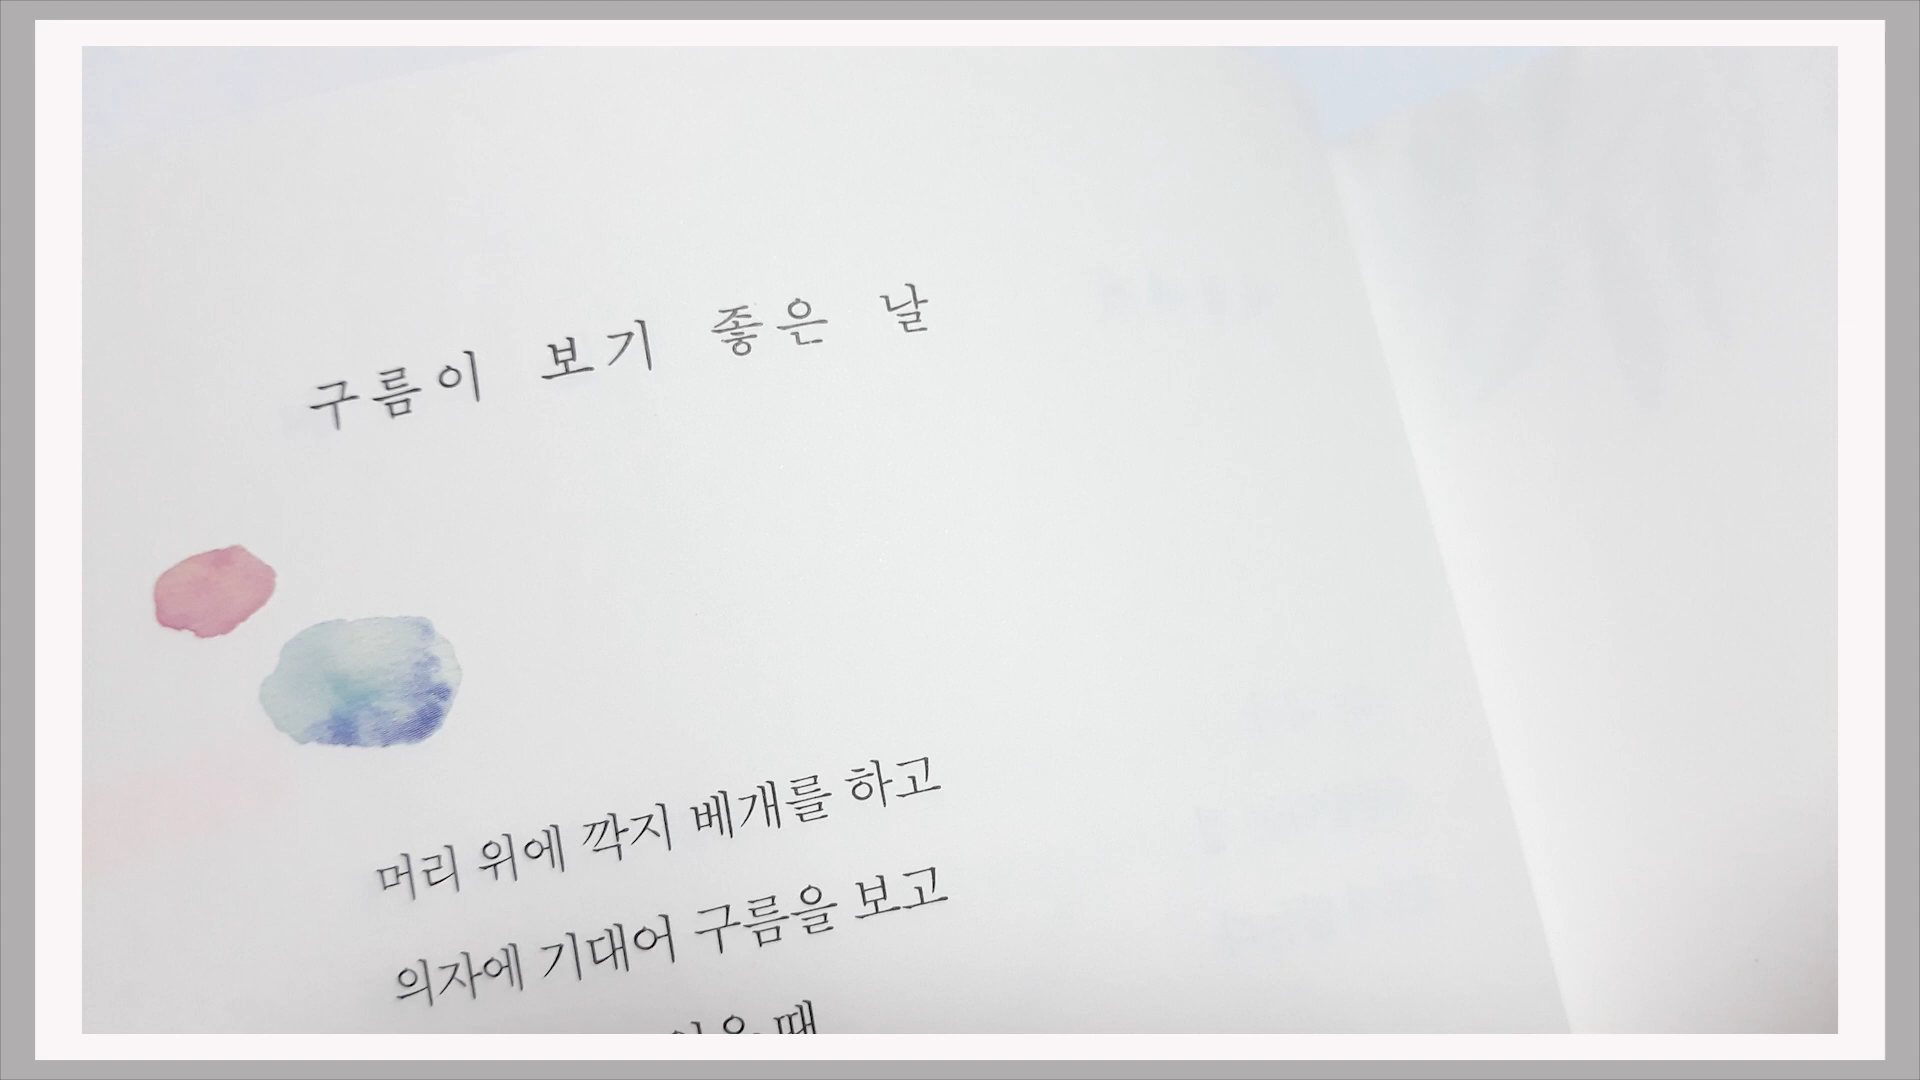 구름이 보기 좋은 날
머리 위에 깍지 베개를 하고
의자에 기대어 구름을 보고
때